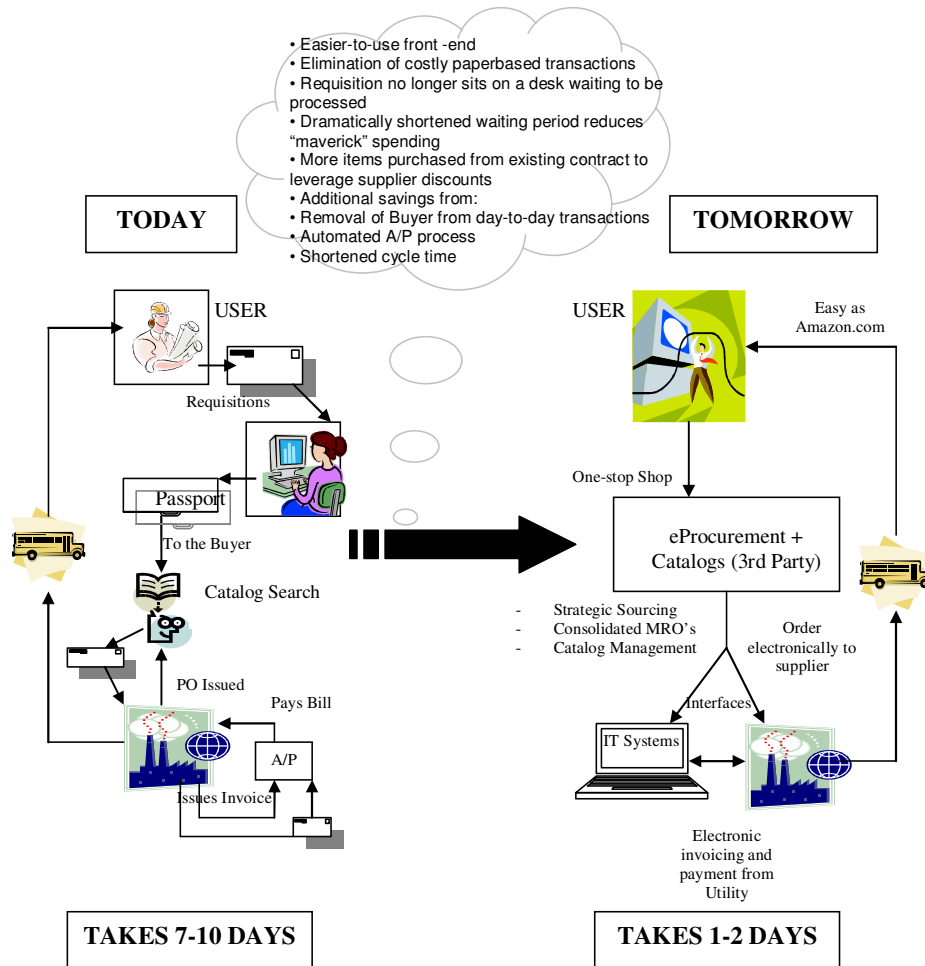 • Easier-to-use front -end
• Elimination of costly paperbased transactions
• Requisition no longer sits on a desk waiting to be
processed
• Dramatically shortened waiting period reduces
“maverick” spending
• More items purchased from existing contract to
leverage supplier discounts
• Additional savings from:
• Removal of Buyer from day-to-day transactions
• Automated A/P process
• Shortened cycle time
TODAY
TOMORROW
USER
Requisitions
Passport
To the Buyer
Catalog Search
PO Issued
Pays Bill
A/P
Issues Invoice
TAKES 7-10 DAYS
USER
Easy as
Amazon.com
One-stop Shop
eProcurement +
Catalogs (3rd Party)
- Strategic Sourcing
- Consolidated MRO's
- Catalog Management
Order
electronically to
supplier
Interfaces
IT Systems
Electronic
invoicing and
payment from
Utility
TAKES 1-2 DAYS